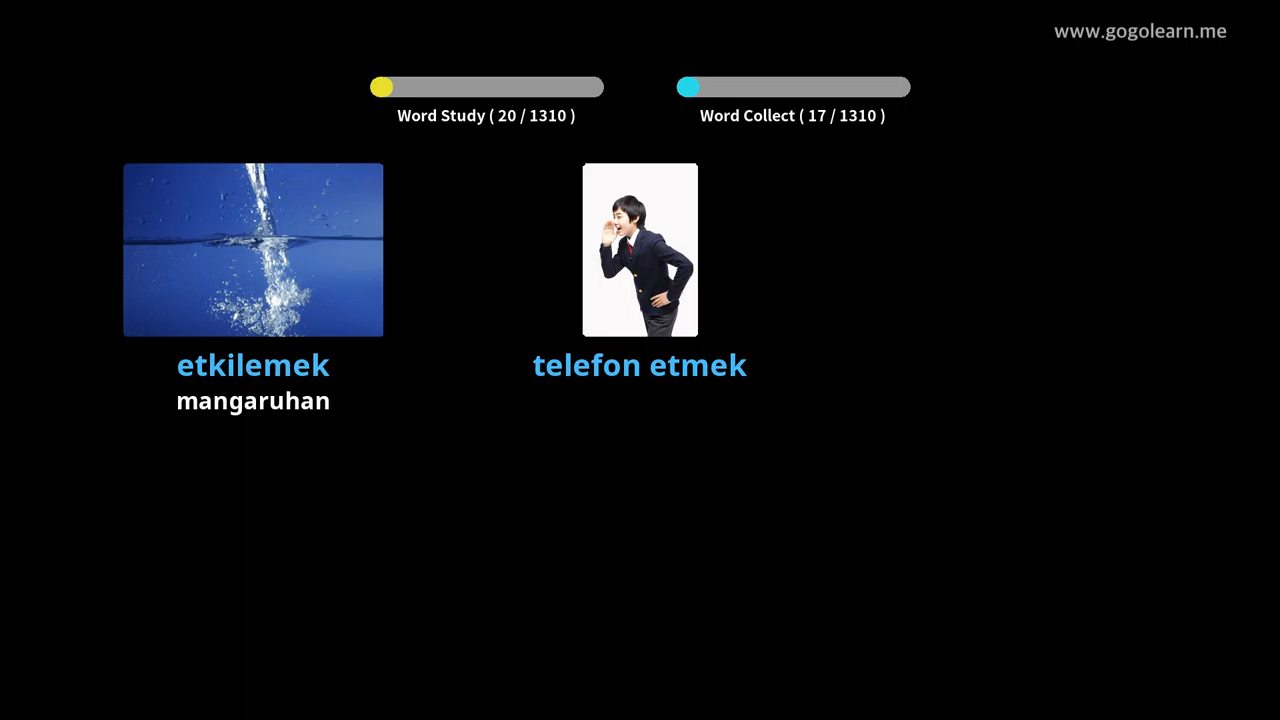 www.gogolearn.me
Word Study ( 20 / 1310 )
Word Collect ( 17 / 1310 )
etkilemek
mangaruhan
telefon etmek